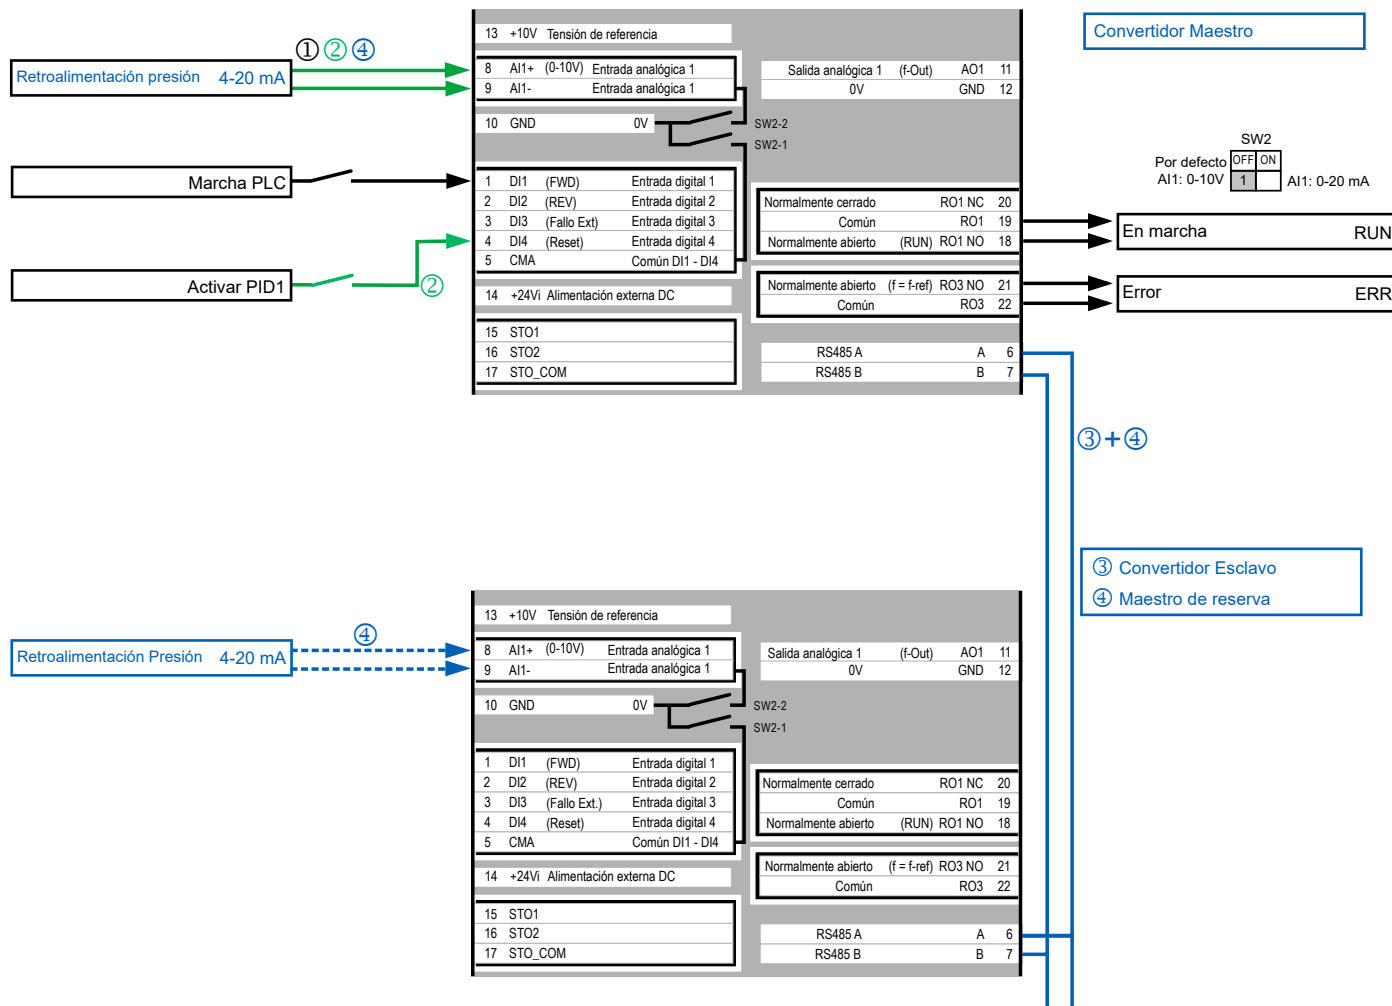 Convertidor Maestro
13 +10V Tensión de referencia
① ② ④
Retroalimentación presión 4-20 mA
8 AI1+ (0-10V) Entrada analógica 1
9 AI1- Entrada analógica 1
Salida analógica 1 (f-Out) AO1 11
0V GND 12
10 GND 0V
SW2-2
SW2-1
SW2
Por defecto OFF ON
AI1: 0-10V 1 AI1: 0-20 mA
Marcha PLC
1 DI1 (FWD) Entrada digital 1
2 DI2 (REV) Entrada digital 2
3 DI3 (Fallo Ext) Entrada digital 3
4 DI4 (Reset) Entrada digital 4
5 CMA Común DI1 - DI4
Normalmente cerrado RO1 NC 20
Común RO1 19
Normalmente abierto (RUN) RO1 NO 18
En marcha RUN
Activar PID1
②
14 +24Vi Alimentación externa DC
Normalmente abierto (f = f-ref) RO3 NO 21
Común RO3 22
Error ERR
15 STO1
16 STO2
17 STO_COM
RS485 A A 6
RS485 B B 7
③+④
③ Convertidor Esclavo
④ Maestro de reserva
13 +10V Tensión de referencia
④
Retroalimentación Presión 4-20 mA
8 AI1+ (0-10V) Entrada analógica 1
9 AI1- Entrada analógica 1
Salida analógica 1 (f-Out) AO1 11
0V GND 12
10 GND 0V
SW2-2
SW2-1
1 DI1 (FWD) Entrada digital 1
2 DI2 (REV) Entrada digital 2
3 DI3 (Fallo Ext.) Entrada digital 3
4 DI4 (Reset) Entrada digital 4
5 CMA Común DI1 - DI4
Normalmente cerrado RO1 NC 20
Común RO1 19
Normalmente abierto (RUN) RO1 NO 18
14 +24Vi Alimentación externa DC
Normalmente abierto (f = f-ref) RO3 NO 21
Común RO3 22
15 STO1
16 STO2
17 STO_COM
RS485 A A 6
RS485 B B 7